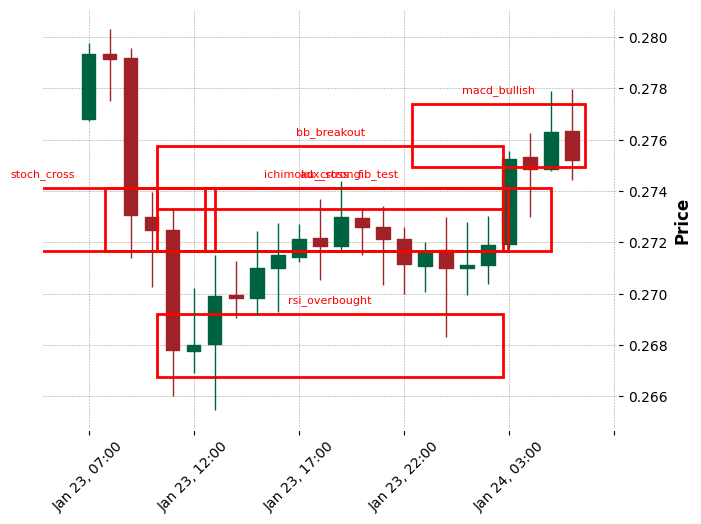 0.280
0.278
macd_bullish
0.276
bb_breakout
stoch_cross
fib_test
0.274
0.272
Price
0.270
rsi_overbought
0.268
0.266
Jan 23, 07:00
Jan 23, 12:00
Jan 23, 17:00
Jan 23, 22:00
Jan 24, 03:00